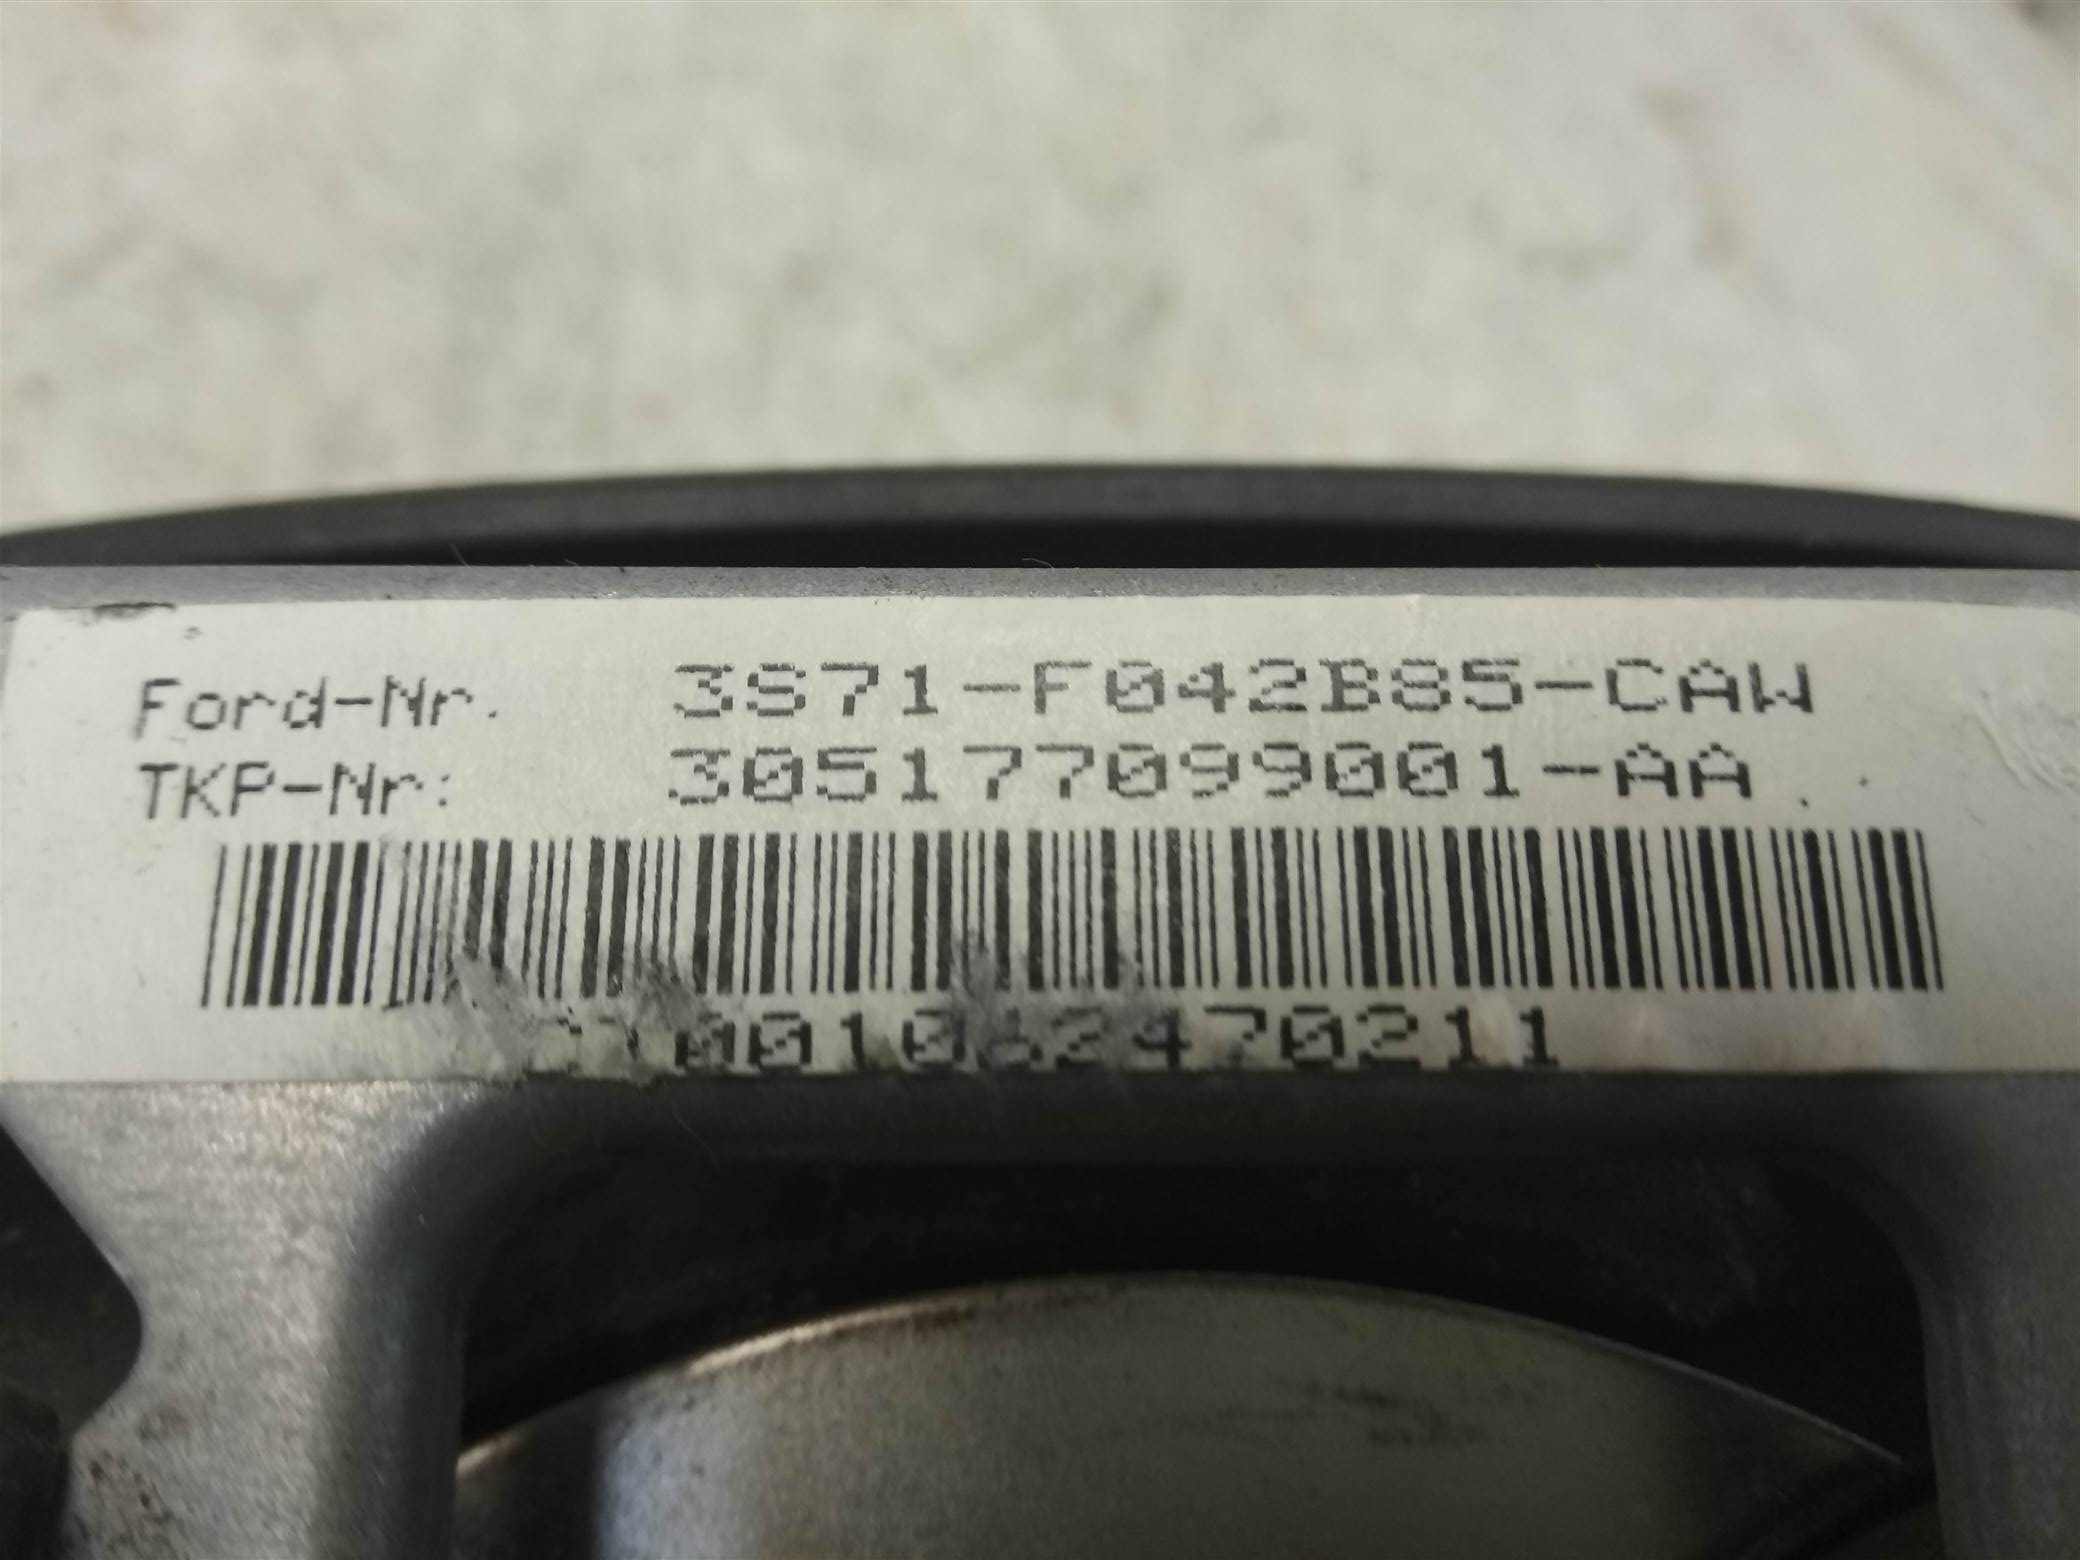 Ford-Nr. 3S71-F042B85-CAW
TKP-Nr: 305177099001-AA